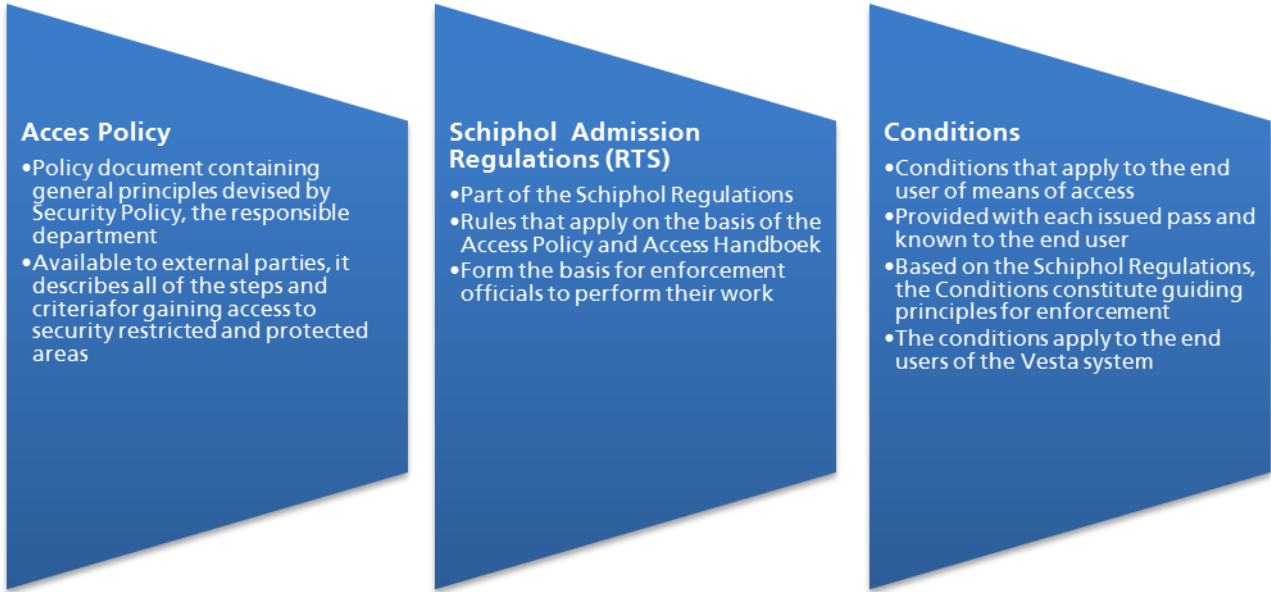 Acces Policy
•Policy document containing
general principles devised by
Security Policy, the responsible
department
•Available to external parties, it
describes all of the steps and
criteriafor gaining access to
security restricted and protected
areas
Schiphol Admission
Regulations (RTS)
•Part of the Schiphol Regulations
•Rules that apply on the basis of the
Access Policy and Access Handboek
•Form the basis for enforcement
officials to perform their work
Conditions
•Conditions that apply to the end
user of means of access
•Provided with each issued pass and
known to the end user
•Based on the Schiphol Regulations,
the Conditions constitute guiding
principles for enforcement
•The conditions apply to the end
users of the Vesta system